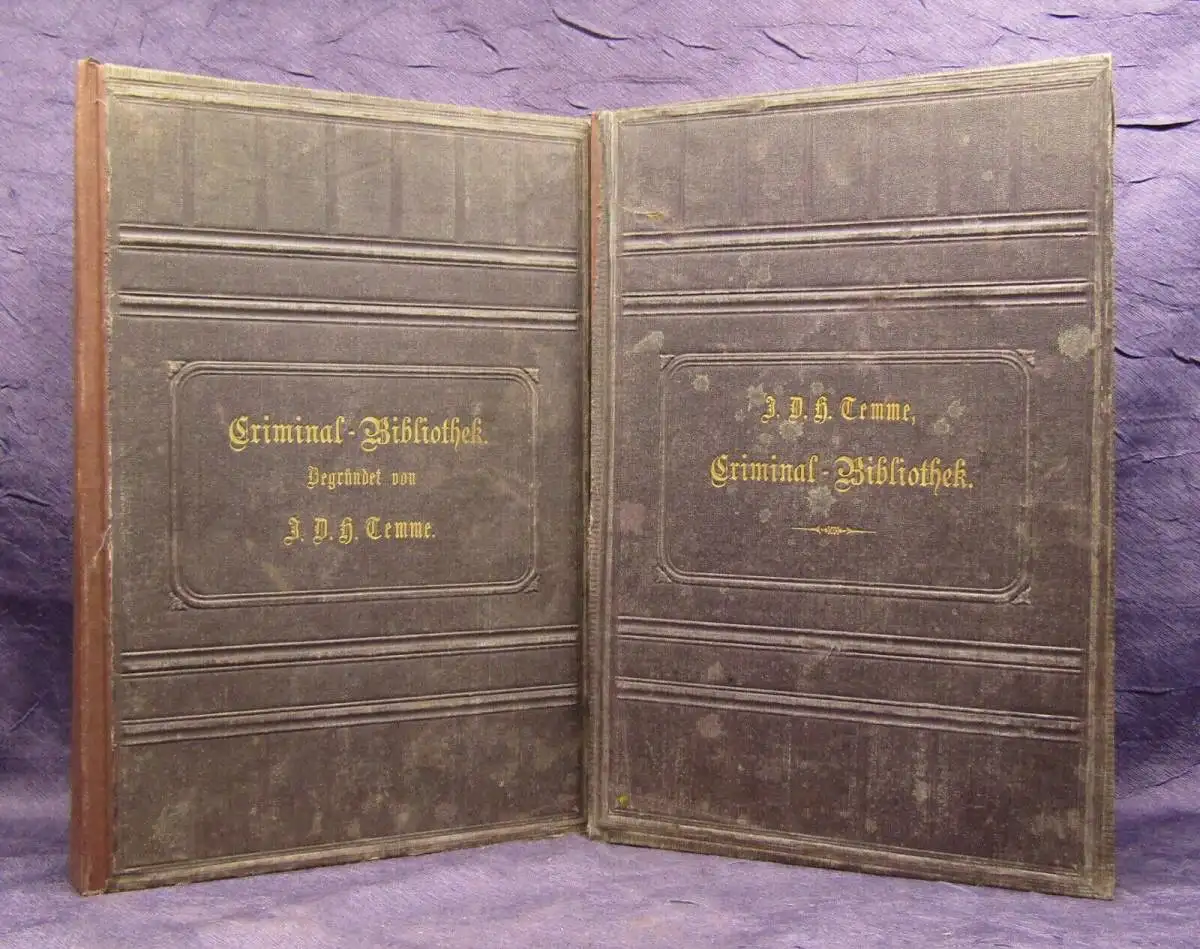 Criminal-Bibliothek.
Begründet von
J. D. H. Temme.
J. D. H. Temme,
Criminal-Bibliothek.